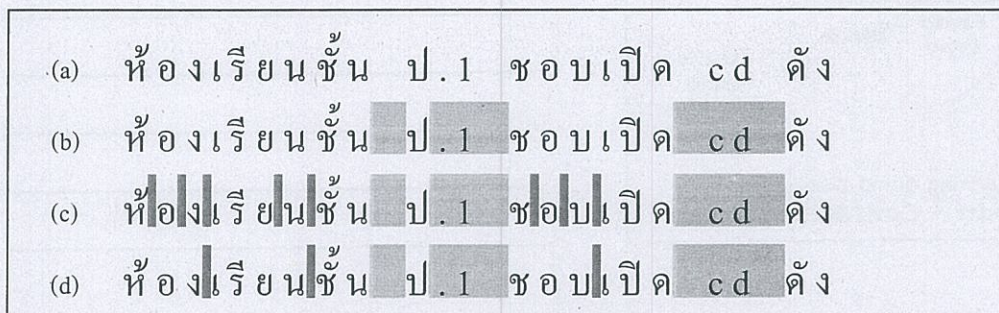 (a) ห้องเรียนชั้น ป.1 ชอบเปิด cd ดัง
(b) ห้องเรียนชั้น ป.1 ชอบเปิด cd ดัง
(c) ห้องเรียนชั้น ป.1 ชอบเปิด cd ดัง
(d) ห้องเรียนชั้น ป.1 ชอบเปิด cd ดัง